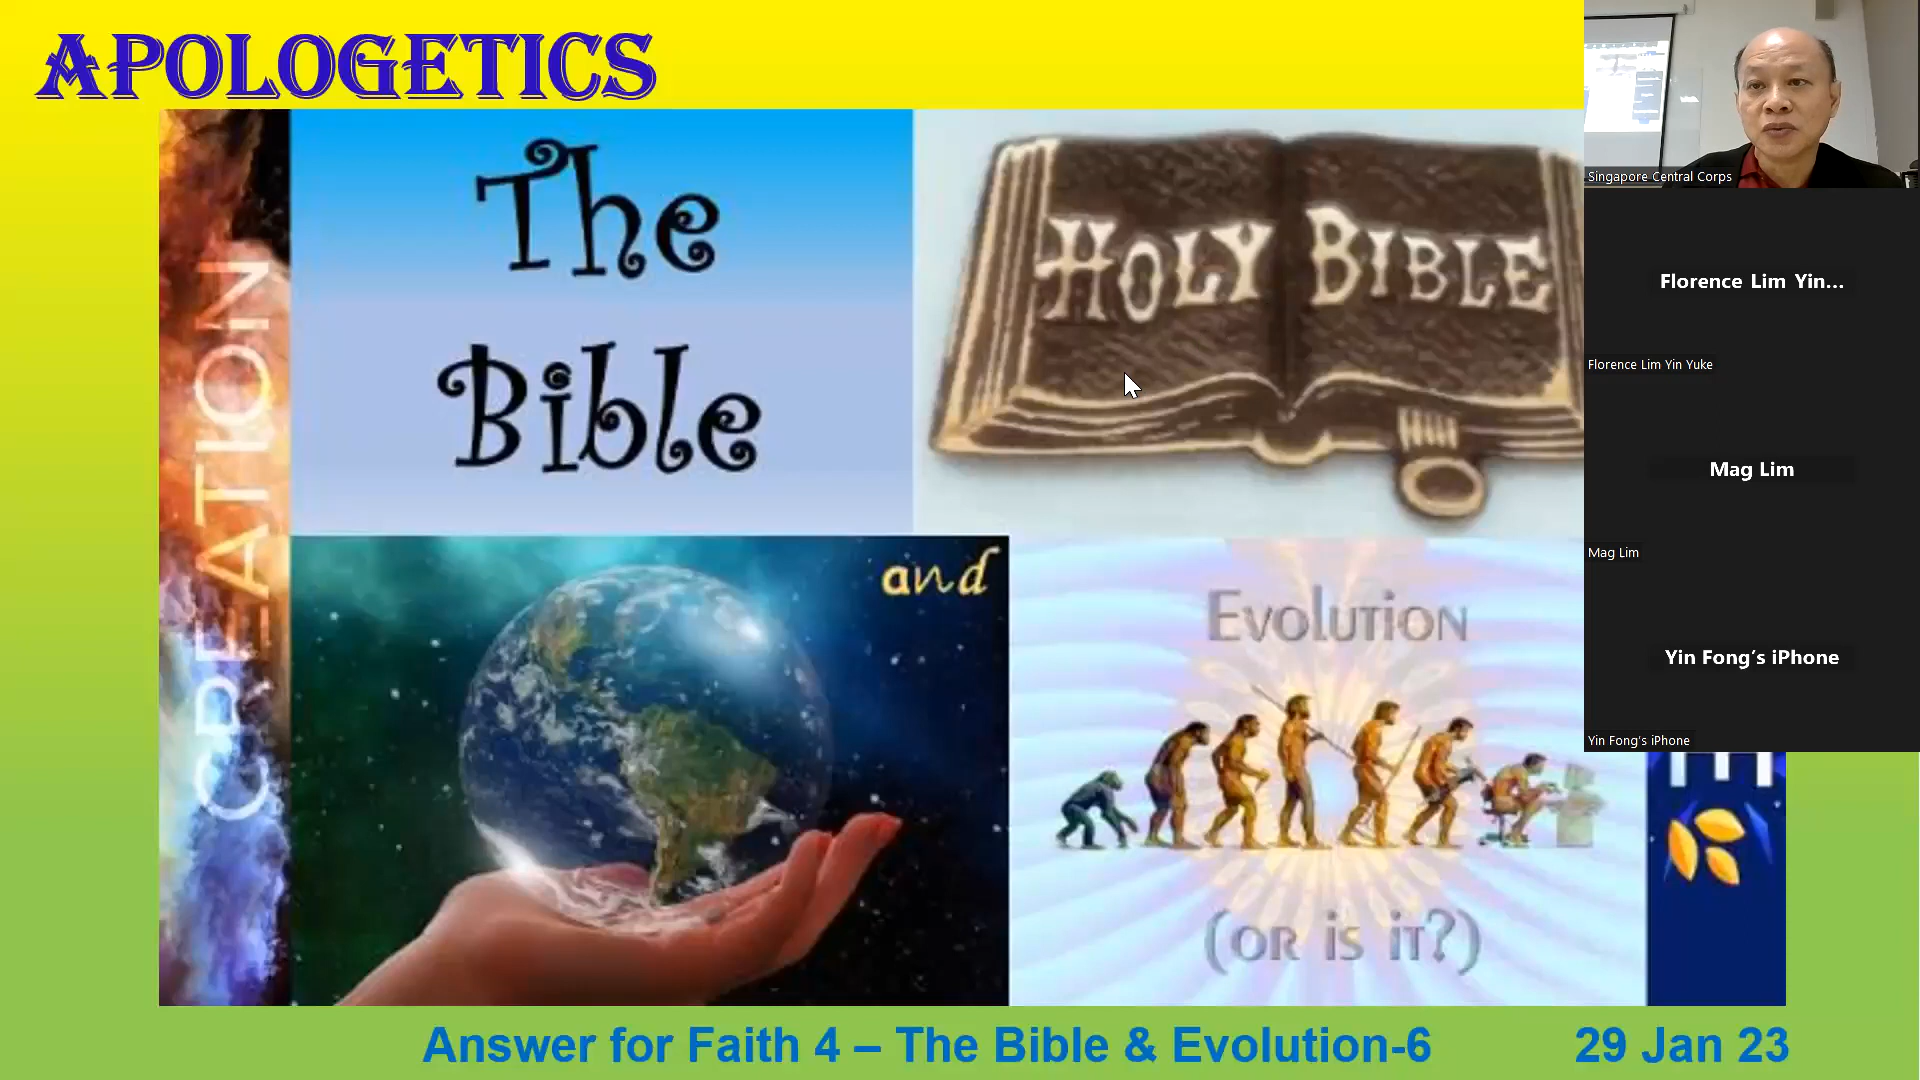 APOLOGETICS
CREATION
The
Bible
HOLY BIBLE
and
Evolution
(OR IS IT?)
Answer for Faith 4 – The Bible & Evolution-6
29 Jan 23
Singapore Central Corps
Florence Lim Yin...
Florence Lim Yin Yuke
Mag Lim
Mag Lim
Yin Fong's iPhone
Yin Fong's iPhone